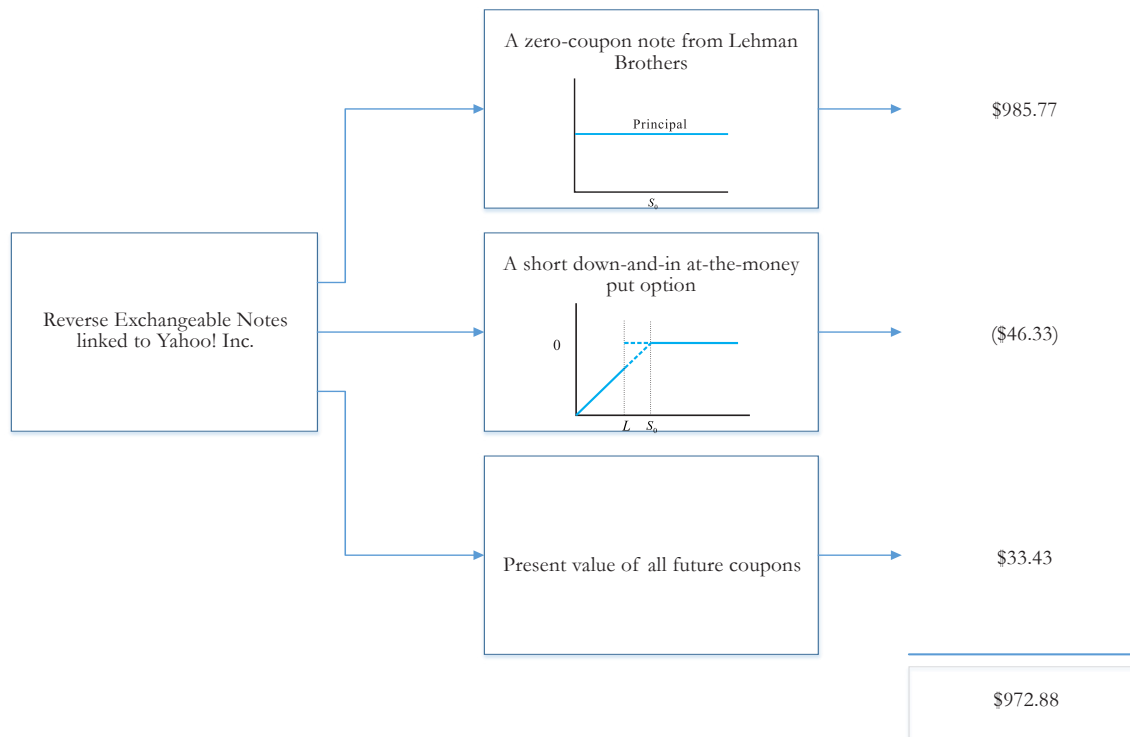 A zero-coupon note from Lehman
Brothers
Principal
S₀
$985.77
Reverse Exchangeable Notes
linked to Yahoo! Inc.
A short down-and-in at-the-money
put option
0
L S₀
($46.33)
Present value of all future coupons
$33.43
$972.88